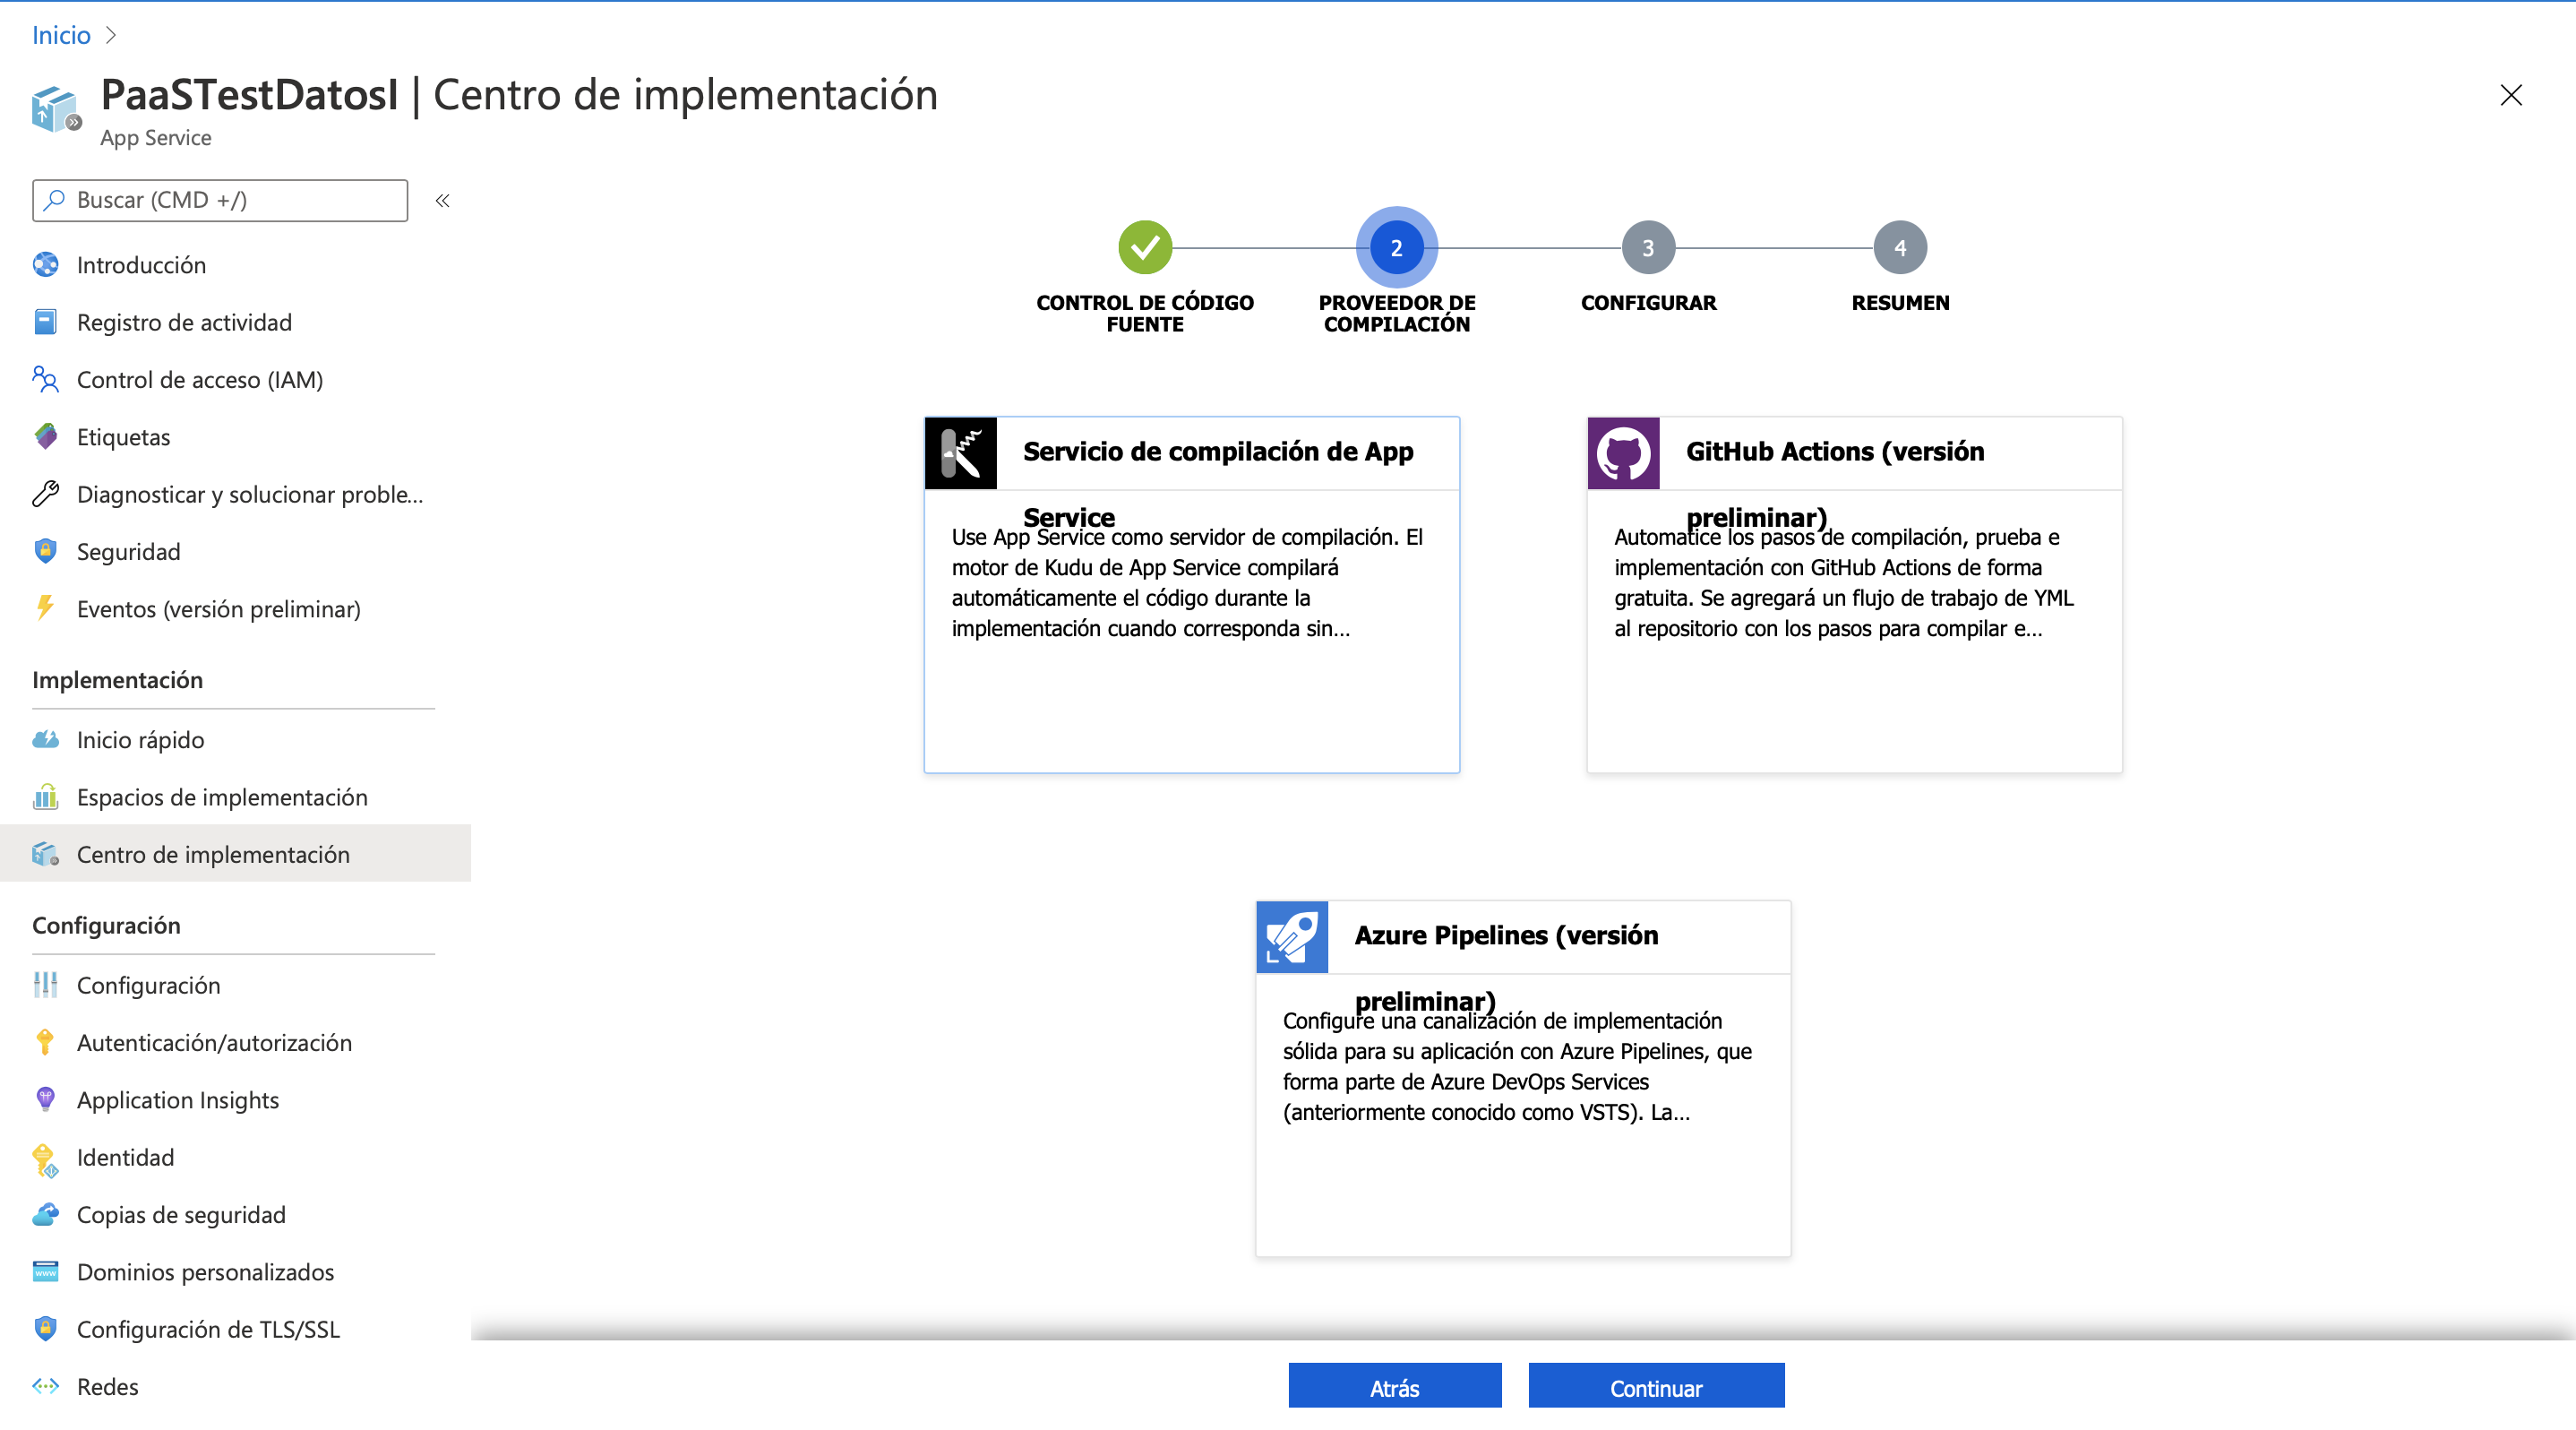 Inicio
PaaSTestDatosI | Centro de implementación
App Service
Buscar (CMD +/)
Introducción
Registro de actividad
Control de acceso (IAM)
Etiquetas
Diagnosticar y solucionar proble...
Seguridad
Eventos (versión preliminar)
Implementación
Inicio rápido
Espacios de implementación
Centro de implementación
Configuración
Configuración
Autenticación/autorización
Application Insights
Identidad
Copias de seguridad
Dominios personalizados
Configuración de TLS/SSL
Redes
2
3
4
CONTROL DE CÓDIGO
FUENTE
PROVEEDOR DE
COMPILACIÓN
CONFIGURAR
RESUMEN
Servicio de compilación de App
Service
Use App Service como servidor de compilación. El
motor de Kudu de App Service compilará
automáticamente el código durante la
implementación cuando corresponda sin...
GitHub Actions (versión
preliminar)
Automatice los pasos de compilación, prueba e
implementación con GitHub Actions de forma
gratuita. Se agregará un flujo de trabajo de YML
al repositorio con los pasos para compilar e...
Azure Pipelines (versión
preliminar)
Configure una canalización de implementación
sólida para su aplicación con Azure Pipelines, que
forma parte de Azure DevOps Services
(anteriormente conocido como VSTS). La...
Atrás
Continuar